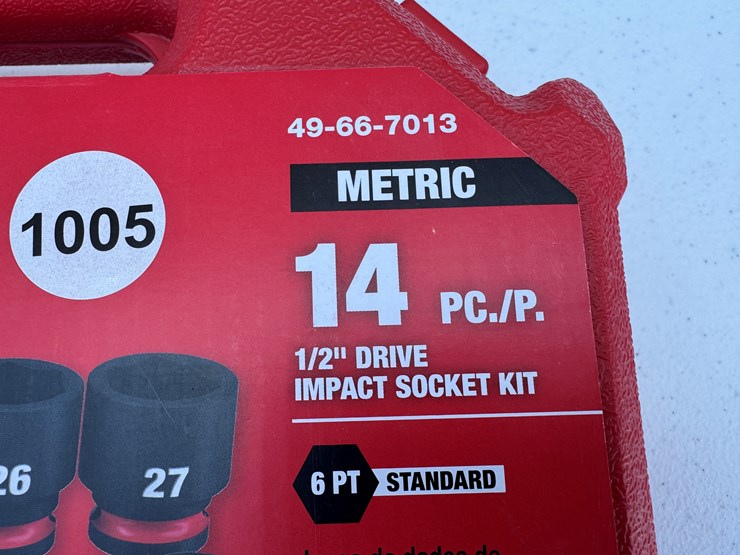 49-66-7013
METRIC
1005
14 PC./P.
1/2" DRIVE
IMPACT SOCKET KIT
26
27
6 PT STANDARD